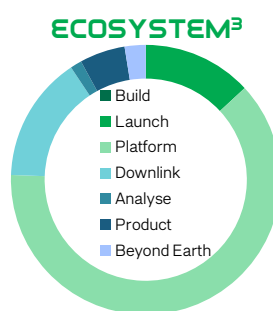 ECOSYSTEM³
Build
Launch
Platform
Downlink
Analyse
Product
Beyond Earth